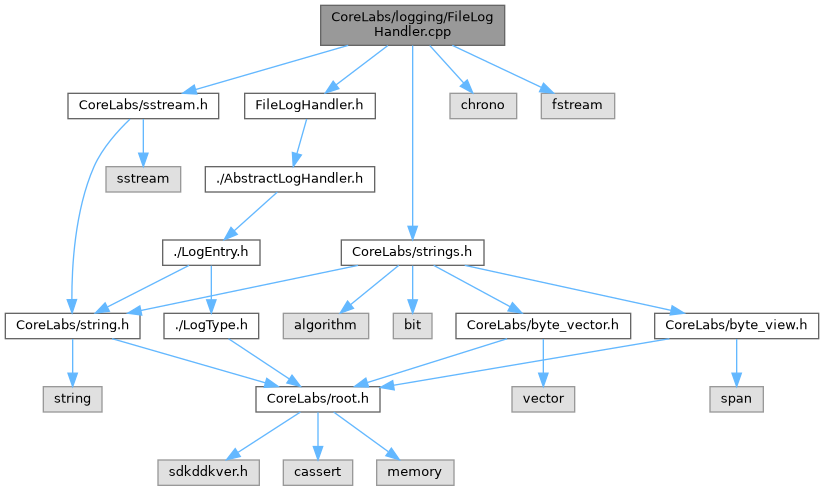 CoreLabs/logging/FileLog
Handler.cpp
CoreLabs/sstream.h
FileLogHandler.h
chrono
fstream
sstream
./AbstractLogHandler.h
./LogEntry.h
CoreLabs/strings.h
CoreLabs/string.h
./LogType.h
algorithm
bit
CoreLabs/byte_vector.h
CoreLabs/byte_view.h
string
CoreLabs/root.h
vector
span
sdkddkver.h
cassert
memory